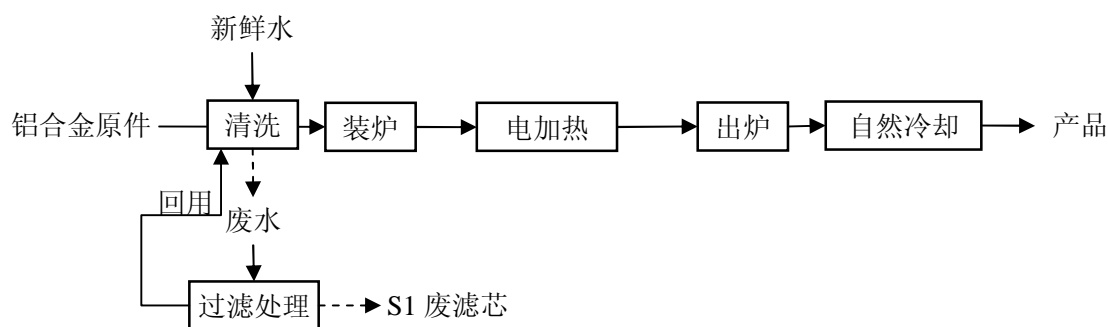 新鲜水
铝合金原件
清洗
装炉
电加热
出炉
自然冷却
产品
回用
废水
过滤处理
S1 废滤芯